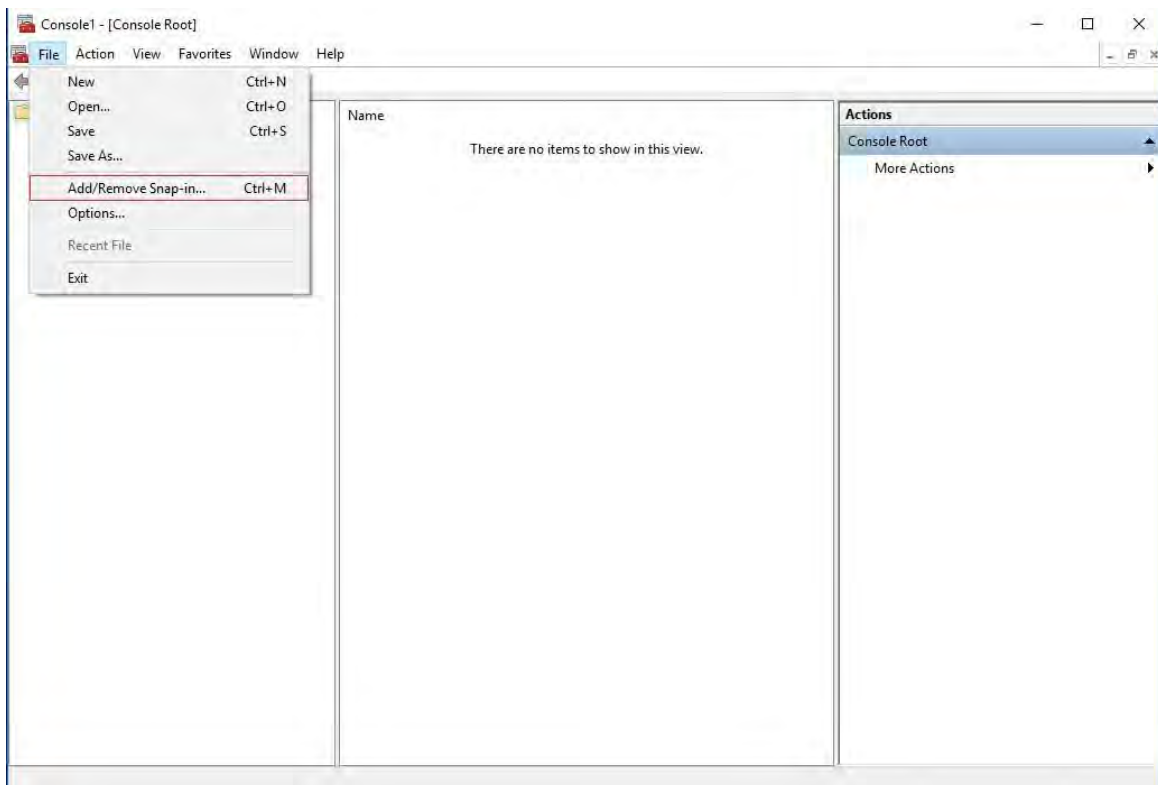 Console1 - [Console Root]
File Action View Favorites Window Help
New Ctrl+N
Open... Ctrl+O
Save Ctrl+S
Save As...
Add/Remove Snap-in... Ctrl+M
Options...
Recent File
Exit
Name
There are no items to show in this view.
Actions
Console Root
More Actions